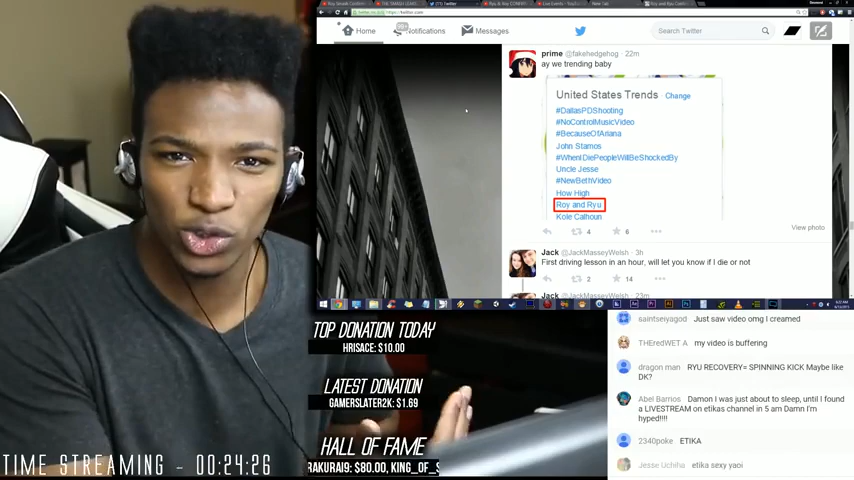 Home
99+
Notifications
Messages
Search Twitter
prime @fakehedgehog · 22m
ay we trending baby
United States Trends · Change
#DallasPDShooting
#NoControlMusicVideo
#BecauseOfAriana
John Stamos
#WhenIDiePeopleWillBeShockedBy
Uncle Jesse
#NewBethVideo
How High
Roy and Ryu
Kole Calhoun
4
6
View photo
Jack @JackMasseyWelsh · 3h
First driving lesson in an hour, will let you know if I die or not
2
14
Jack @JackMasseyWelsh · 23m
TOP DONATION TODAY
HRISACE: $10.00
LATEST DONATION
GAMERSLATER2K: $1.69
HALL OF FAME
RAKURAI9: $80.00, KING_OF_S
TIME STREAMING - 00:24:26
saintseiyagod Just saw video omg I creamed
THEredWET A my video is buffering
dragon man RYU RECOVERY= SPINNING KICK Maybe like
DK?
Abel Barrios Damon I was just about to sleep, until I found
a LIVESTREAM on etikas channel in 5 am Darn I'm
hyped!!!!
2340poke ETIKA
Jesse Uchiha etika sexy yaoi